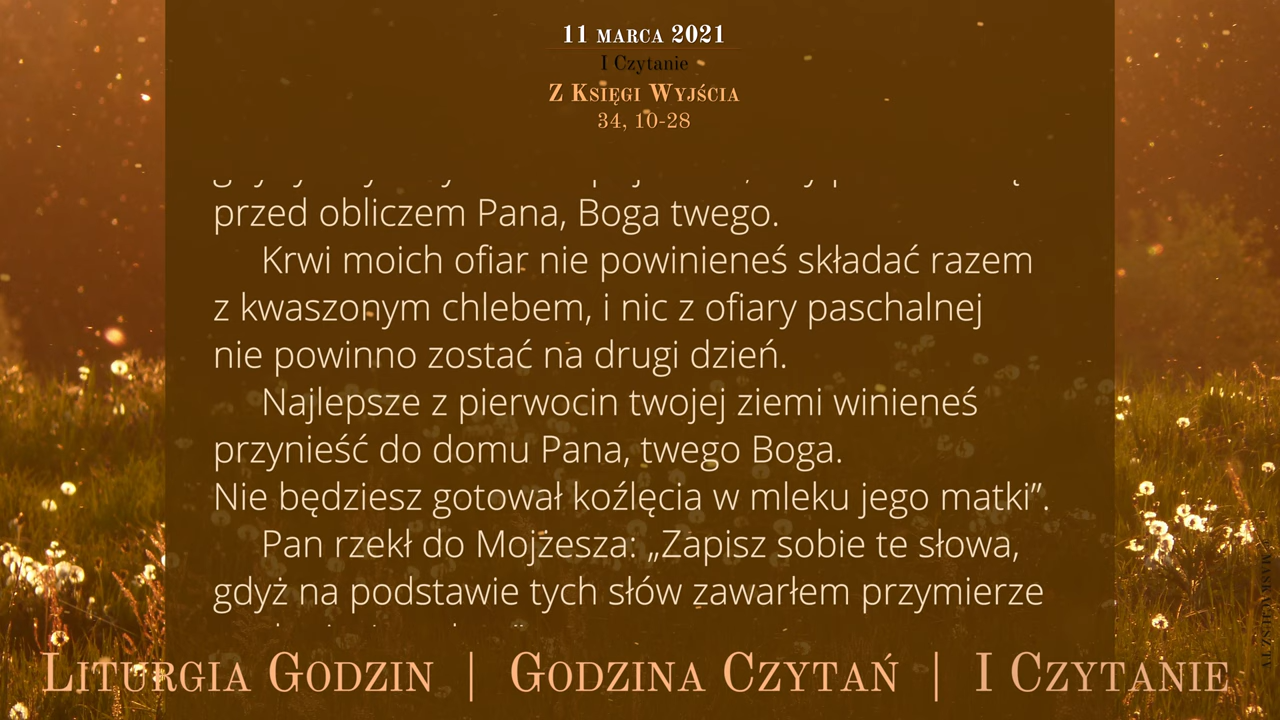 11 MARCA 2021
I Czytanie
Z KSIĘGI WYJŚCIA
34, 10-28
przed obliczem Pana, Boga twego.
Krwi moich ofiar nie powinieneś składać razem
z kwaszonym chlebem, i nic z ofiary paschalnej
nie powinno zostać na drugi dzień.
Najlepsze z pierwocin twojej ziemi winieneś
przynieść do domu Pana, twego Boga.
Nie będziesz gotował koźlęcia w mleku jego matki”.
Pan rzekł do Mojżesza: „Zapisz sobie te słowa,
gdyż na podstawie tych słów zawarłem przymierze
LITURGIA GODZIN | GODZINA CZYTAŃ | I CZYTANIE